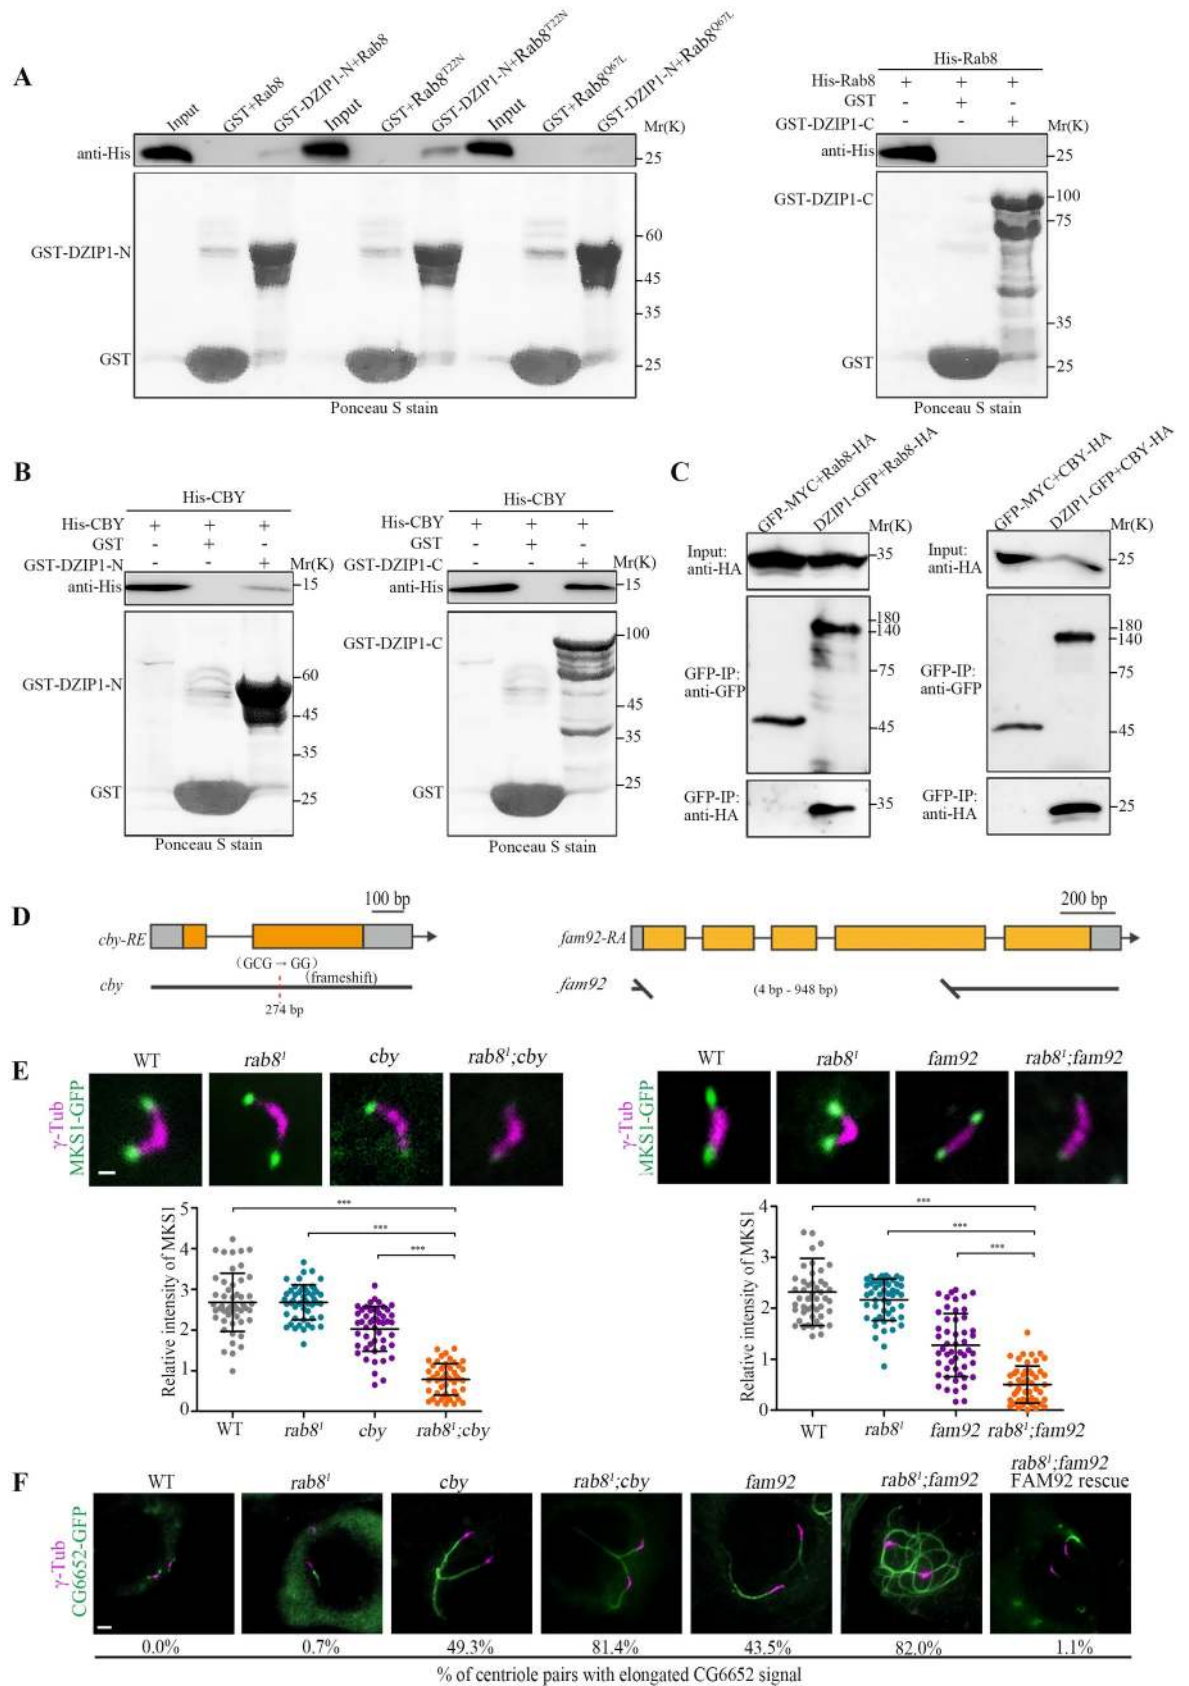 A
Input
GST+Rab8
GST-DZIP1-N+Rab8
Input
GST+Rab8T22N
GST-DZIP1-N+Rab8T22N
Input
GST+Rab8Q67L
GST-DZIP1-N+Rab8Q67L
Mr(K)
anti-His
25
GST-DZIP1-N
60
45
35
GST
25
Ponceau S stain
His-Rab8
His-Rab8 + + +
GST - + -
GST-DZIP1-C - - +
Mr(K)
anti-His
25
GST-DZIP1-C
100
75
35
GST
25
Ponceau S stain
B
His-CBY
His-CBY + + +
GST - + -
GST-DZIP1-N - - + Mr(K)
anti-His
15
GST-DZIP1-N
60
45
35
GST
25
Ponceau S stain
His-CBY
His-CBY + + +
GST - + -
GST-DZIP1-C - - + Mr(K)
anti-His
15
GST-DZIP1-C
100
60
45
35
GST
25
Ponceau S stain
C
GFP-MYC+Rab8-HA
DZIP1-GFP+Rab8-HA
Mr(K)
Input:
anti-HA
35
180
140
75
GFP-IP:
anti-GFP
45
GFP-IP:
anti-HA
35
GFP-MYC+CBY-HA
DZIP1-GFP+CBY-HA
Mr(K)
Input:
anti-HA
25
180
140
75
GFP-IP:
anti-GFP
45
GFP-IP:
anti-HA
25
D
100 bp
cby-RE
(GCG→GG)
(frameshift)
cby
274 bp
200 bp
fam92-RA
fam92
(4 bp - 948 bp)
E
WT rab8¹ cby rab8¹;cby
γ-Tub
MKS1-GFP
Relative intensity of MKS1
5
4
3
2
1
0
***
***
***
WT rab8¹ cby rab8¹;cby
WT rab8¹ fam92 rab8¹;fam92
γ-Tub
MKS1-GFP
Relative intensity of MKS1
4
3
2
1
0
***
***
***
WT rab8¹ fam92 rab8¹;fam92
F
WT rab8¹ cby rab8¹;cby fam92 rab8¹;fam92
rab8¹;fam92
FAM92 rescue
γ-Tub
CG6652-GFP
0.0% 0.7% 49.3% 81.4% 43.5% 82.0% 1.1%
% of centriole pairs with elongated CG6652 signal